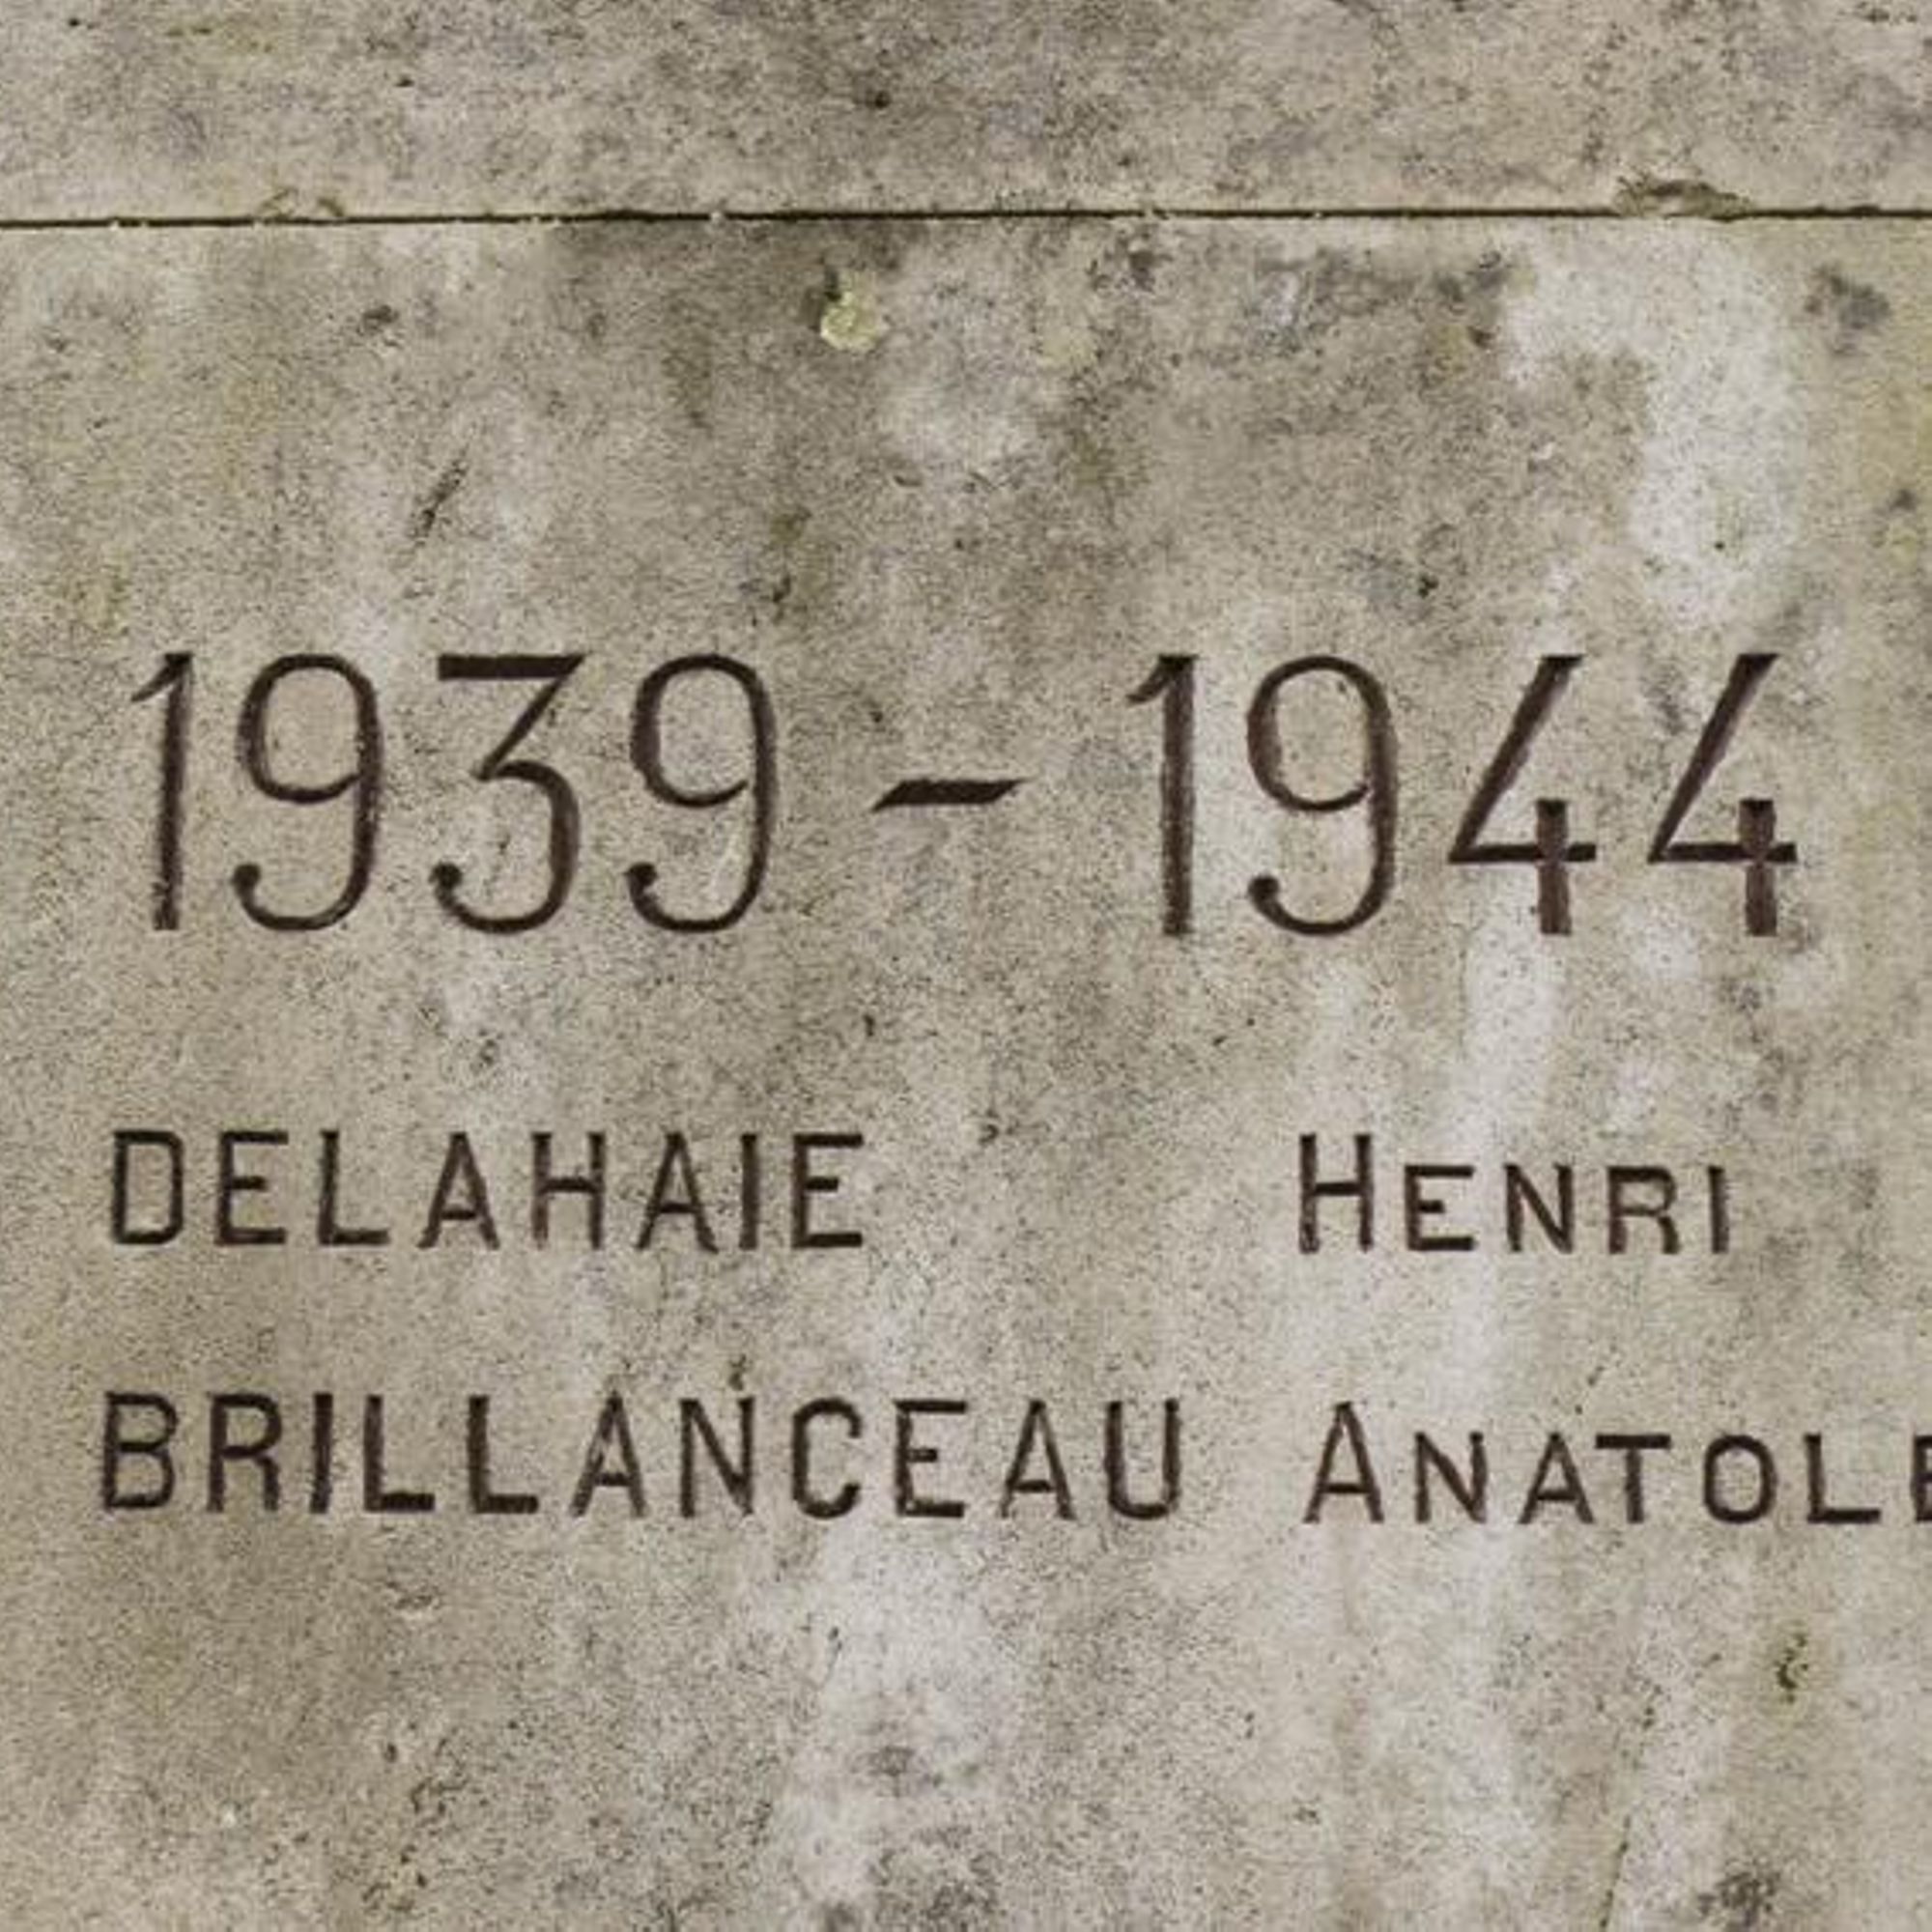 1939-1944
DELAHAIE HENRI
BRILLANCEAU ANATOLE